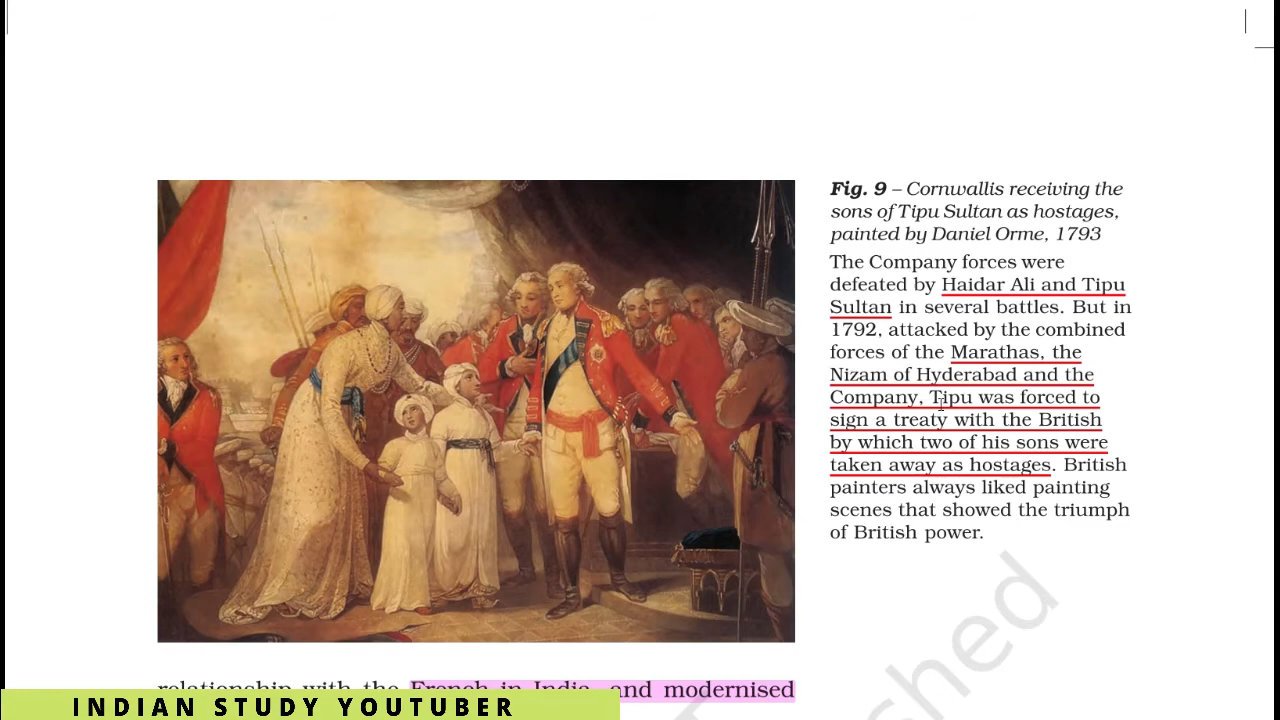 Fig. 9 – Cornwallis receiving the
sons of Tipu Sultan as hostages,
painted by Daniel Orme, 1793
The Company forces were
defeated by Haidar Ali and Tipu
Sultan in several battles. But in
1792, attacked by the combined
forces of the Marathas, the
Nizam of Hyderabad and the
Company, Tipu was forced to
sign a treaty with the British
by which two of his sons were
taken away as hostages. British
painters always liked painting
scenes that showed the triumph
of British power.
relationship with the French in India, and modernised
INDIAN STUDY YOUTUBER